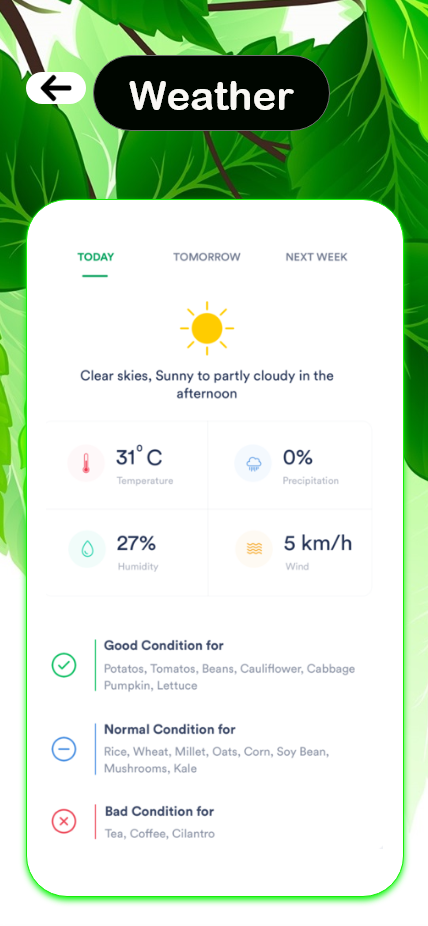 Weather
TODAY TOMORROW NEXT WEEK
Clear skies, Sunny to partly cloudy in the
afternoon
31° C 0%
Temperature Precipitation
27% 5 km/h
Humidity Wind
Good Condition for
Potatos, Tomatos, Beans, Cauliflower, Cabbage
Pumpkin, Lettuce
Normal Condition for
Rice, Wheat, Millet, Oats, Corn, Soy Bean,
Mushrooms, Kale
Bad Condition for
Tea, Coffee, Cilantro